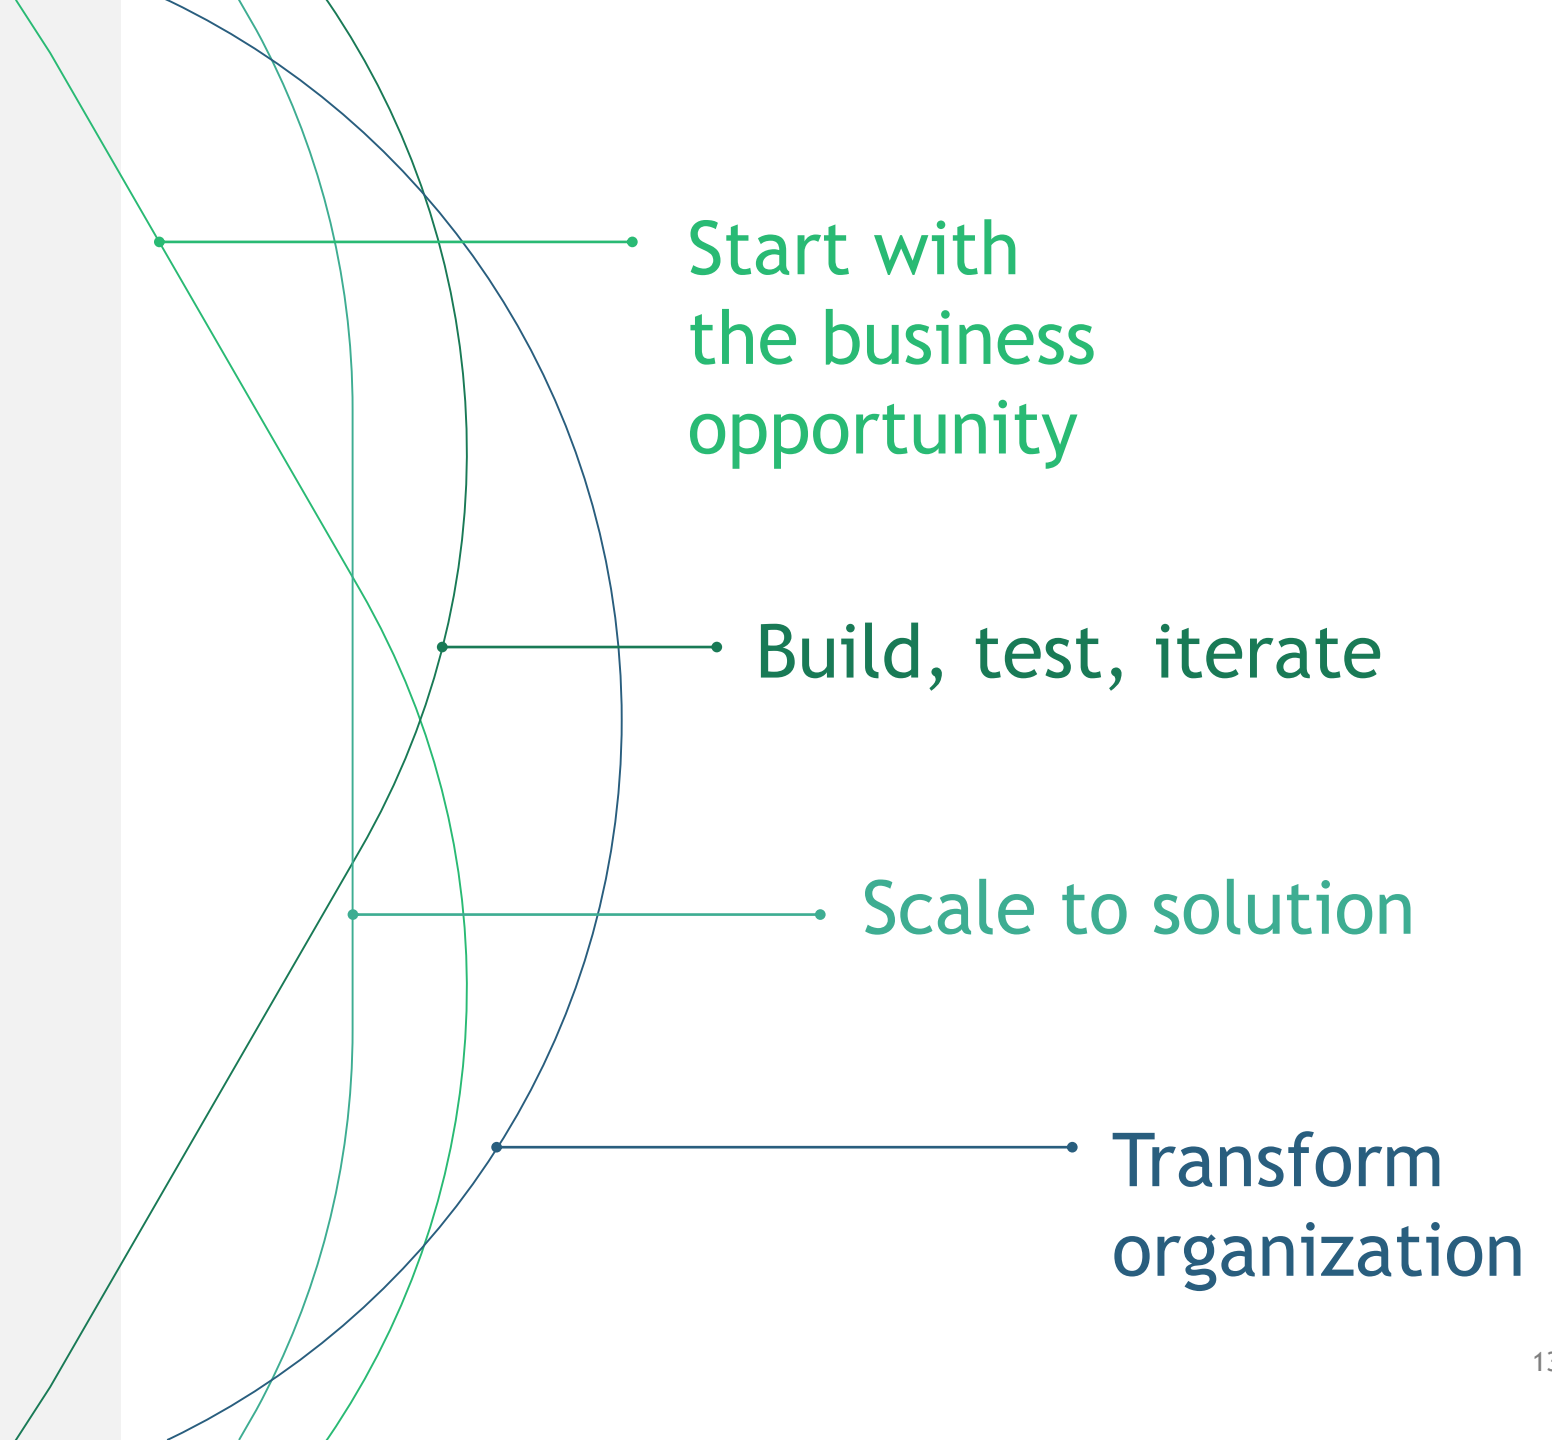 Start with
the business
opportunity
Build, test, iterate
Scale to solution
Transform
organization